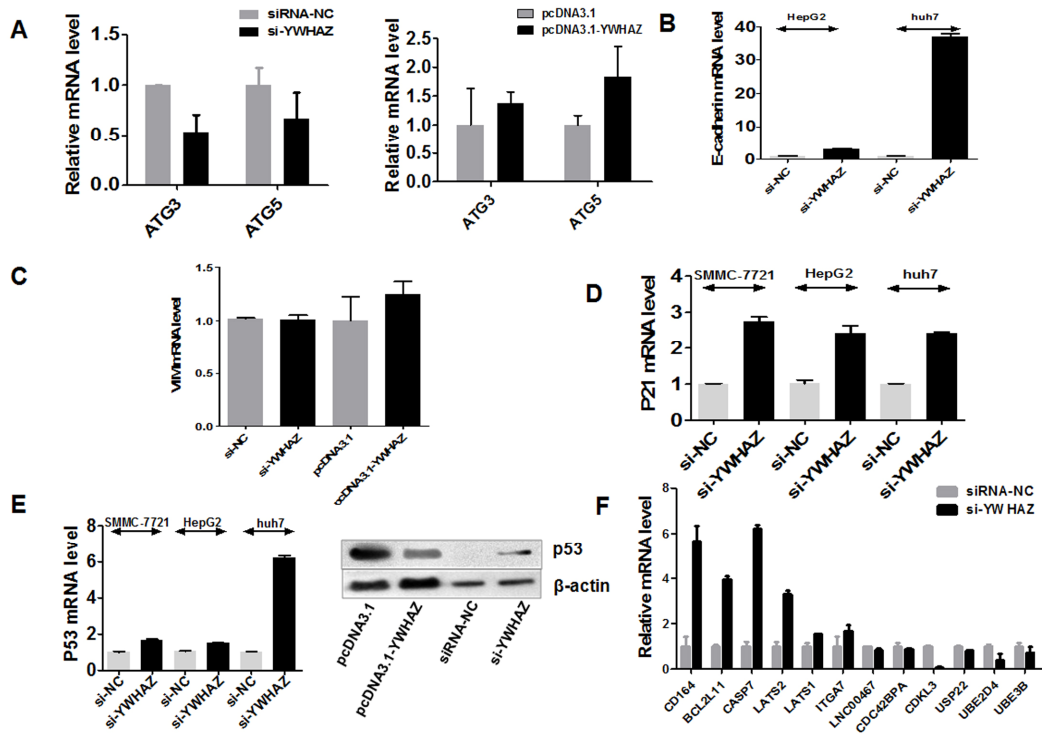 A
siRNA-NC
si-YWHAZ
Relative mRNA level
1.5
1.0
0.5
0.0
ATG3
ATG5
pcDNA3.1
pcDNA3.1-YWHAZ
Relative mRNA level
2.5
2.0
1.5
1.0
0.5
0.0
ATG3
ATG5
B
HepG2
huh7
E-cadherin mRNA level
40
30
20
10
0
si-NC
si-YWHAZ
si-NC
si-YWHAZ
C
VIM mRNA level
1.5
1.0
0.5
0.0
si-NC
si-YWHAZ
pcDNA3.1
pcDNA3.1-YWHAZ
D
SMMC-7721
HepG2
huh7
P21 mRNA level
4
3
2
1
0
si-NC
si-YWHAZ
si-NC
si-YWHAZ
si-NC
si-YWHAZ
E
SMMC-7721
HepG2
huh7
P53 mRNA level
8
6
4
2
0
si-NC
si-YWHAZ
si-NC
si-YWHAZ
si-NC
si-YWHAZ
p53
β-actin
pcDNA3.1
pcDNA3.1-YWHAZ
siRNA-NC
si-YWHAZ
F
siRNA-NC
si-YW HAZ
Relative mRNA level
8
6
4
2
0
CD164
BCL2L11
CASP7
LATS2
LATS1
ITGA7
LNC00467
CDC42BPA
CDKL3
USP22
UBE2D4
UBE3B